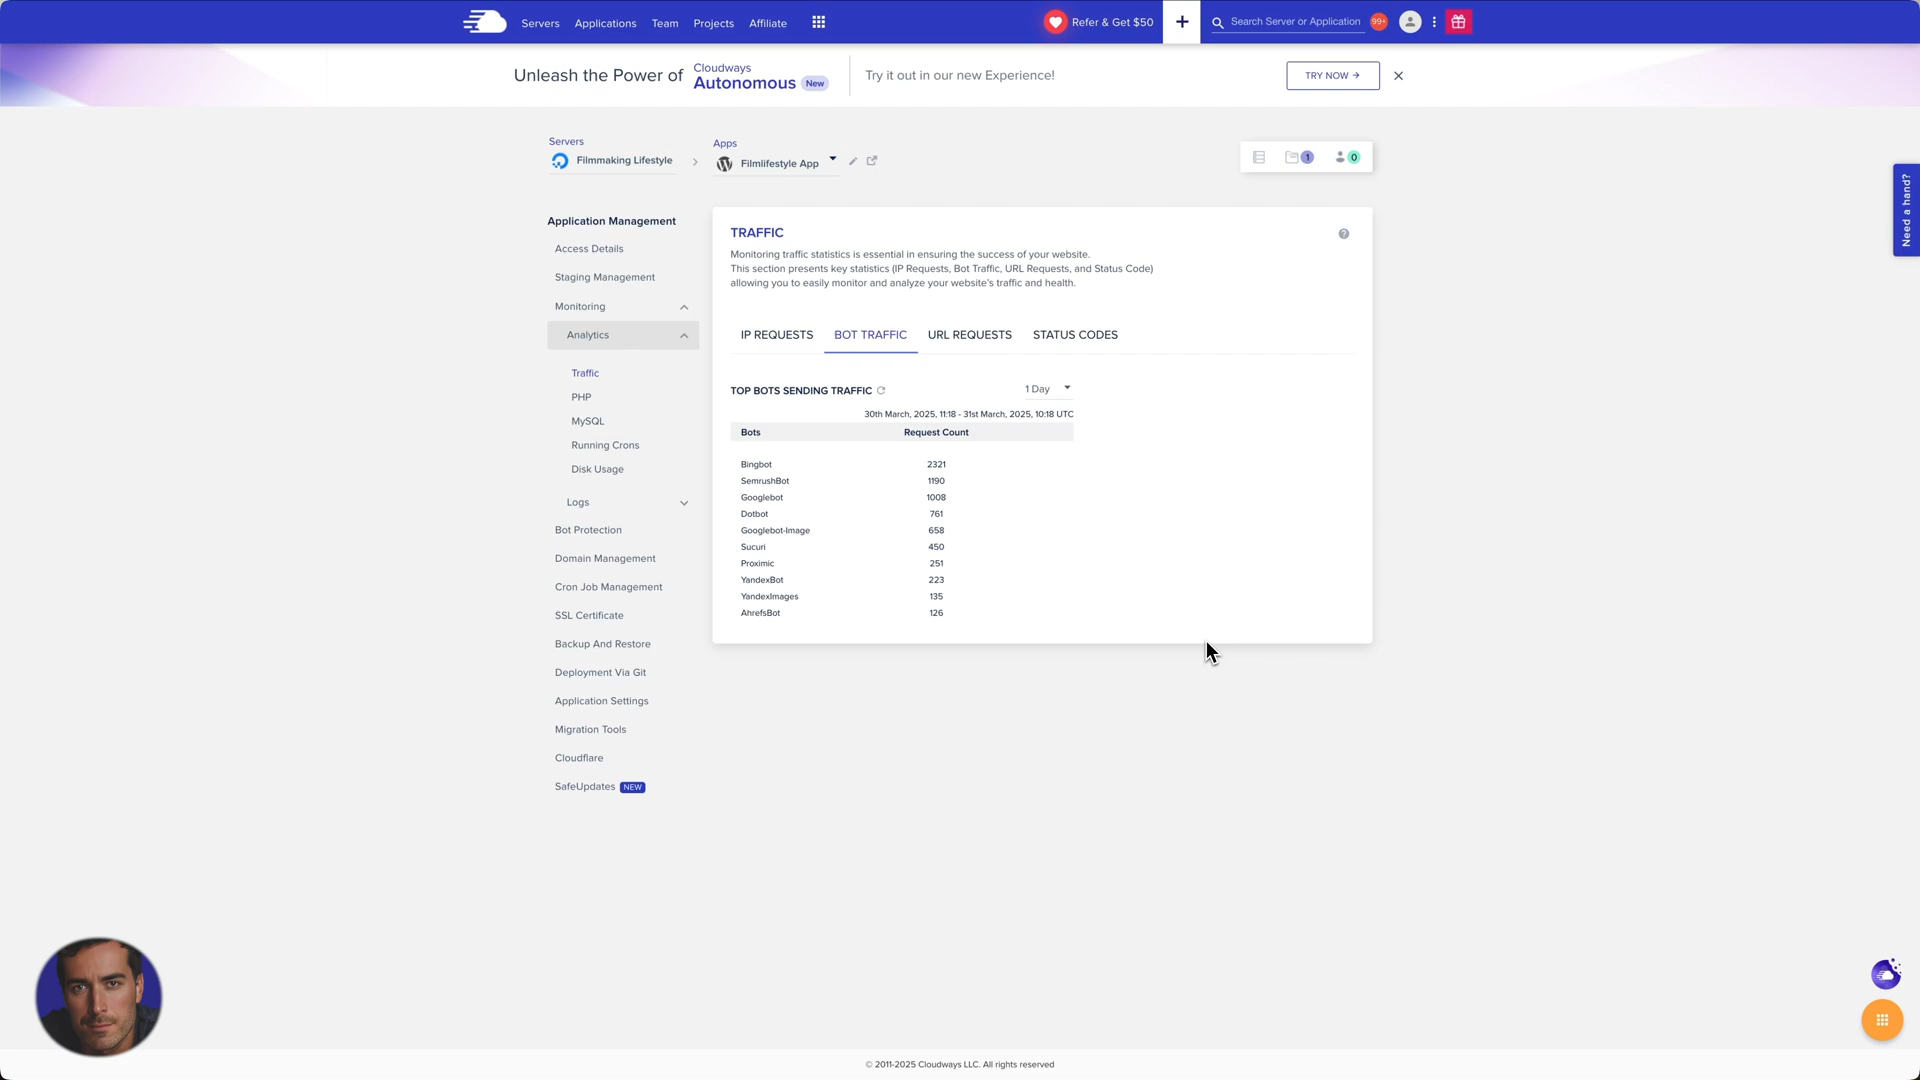 Servers Applications Team Projects Affiliate Refer & Get $50 + Search Server or Application 99+
Unleash the Power of Cloudways Autonomous New Try it out in our new Experience! TRY NOW →
Servers
Filmmaking Lifestyle
Apps
Filmlifestyle App
1 0
Need a hand?
Application Management
Access Details
Staging Management
Monitoring
Analytics
Traffic
PHP
MySQL
Running Crons
Disk Usage
Logs
Bot Protection
Domain Management
Cron Job Management
SSL Certificate
Backup And Restore
Deployment Via Git
Application Settings
Migration Tools
Cloudflare
SafeUpdates NEW
TRAFFIC
Monitoring traffic statistics is essential in ensuring the success of your website.
This section presents key statistics (IP Requests, Bot Traffic, URL Requests, and Status Code)
allowing you to easily monitor and analyze your website's traffic and health.
IP REQUESTS BOT TRAFFIC URL REQUESTS STATUS CODES
TOP BOTS SENDING TRAFFIC 1 Day
30th March, 2025, 11:18 - 31st March, 2025, 10:18 UTC
Bots Request Count
Bingbot 2321
SemrushBot 1190
Googlebot 1008
Dotbot 761
Googlebot-Image 658
Sucuri 450
Proximic 251
YandexBot 223
YandexImages 135
AhrefsBot 126
© 2011-2025 Cloudways LLC. All rights reserved